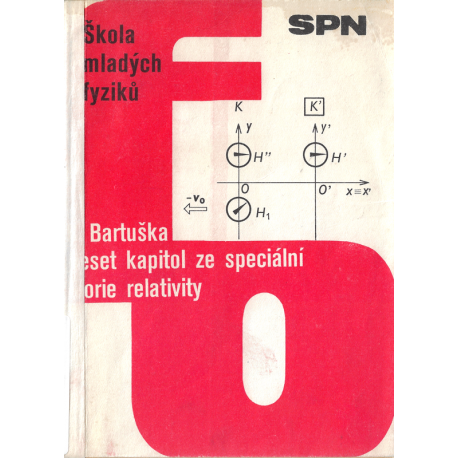 Škola
mladých
fyziků
SPN
K
K'
y
y'
H"
H'
O
O'
x≡x'
-v₀
H₁
Bartuška
eset kapitol ze speciální
orie relativity